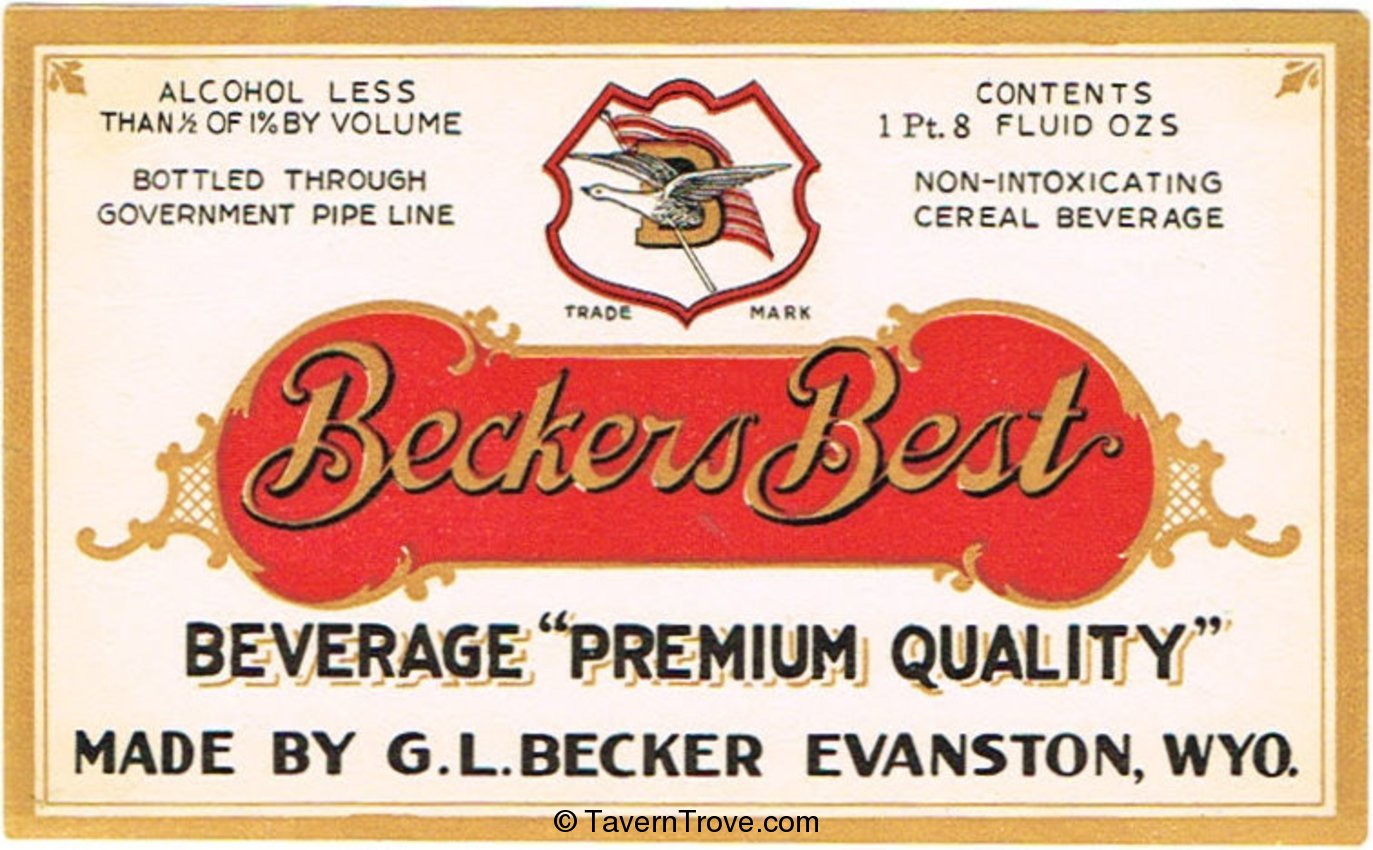 ALCOHOL LESS
THAN ½ OF 1% BY VOLUME
BOTTLED THROUGH
GOVERNMENT PIPE LINE
B
TRADE MARK
CONTENTS
1 Pt. 8 FLUID OZS
NON-INTOXICATING
CEREAL BEVERAGE
Beckers Best
BEVERAGE "PREMIUM QUALITY"
MADE BY G.L. BECKER EVANSTON, WYO.
© TavernTrove.com